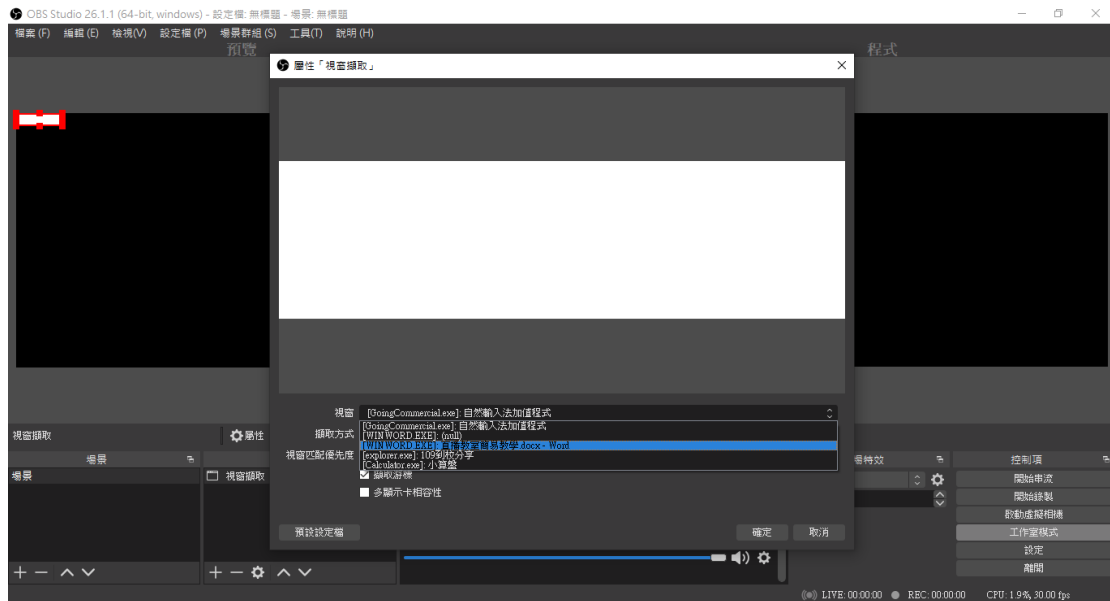 OBS Studio 26.1.1 (64-bit, windows) - 設定檔: 無標題 - 場景: 無標題
檔案(F) 編輯(E) 檢視(V) 設定檔(P) 場景群組(S) 工具(T) 說明(H)
預覽
程式
屬性「視窗擷取」
視窗 [GoingCommercial.exe]: 自然輸入法加值程式
[GoingCommercial.exe]: 自然輸入法加值程式
擷取方式
[WINWORD.EXE]: (null)
[WINWORD.EXE]: 直播教室簡易教學.docx - Word
視窗匹配優先度
[explorer.exe]: 109到校分享
[Calculator.exe]: 小算盤
擷取游標
多顯示卡相容性
預設設定檔 確定 取消
視窗擷取 屬性
場景
場景
視窗擷取
場特效
控制項
開始串流
開始錄製
啟動虛擬相機
工作室模式
設定
離開
LIVE: 00:00:00 REC: 00:00:00 CPU: 1.9%, 30.00 fps